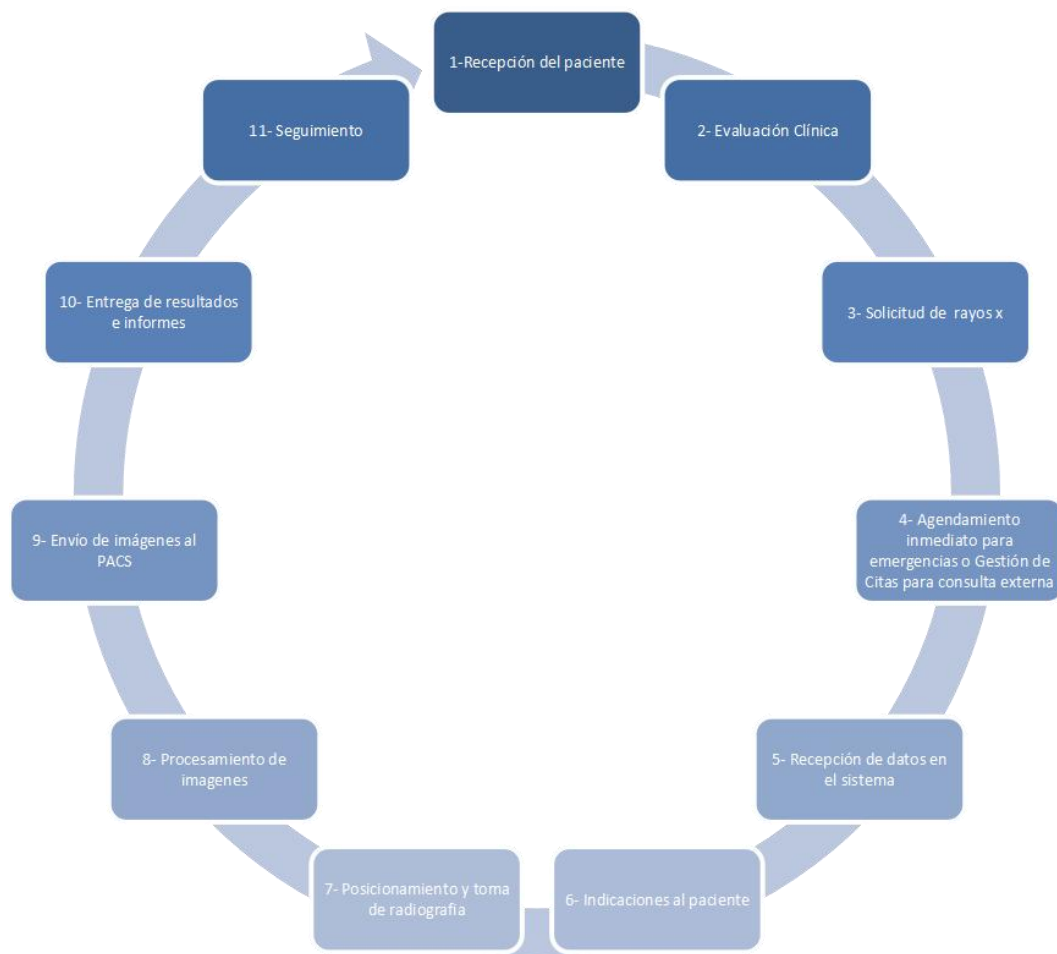 1-Recepción del paciente
2- Evaluación Clínica
3- Solicitud de rayos x
4- Agendamiento
inmediato para
emergencias o Gestión de
Citas para consulta externa
5- Recepción de datos en
el sistema
6- Indicaciones al paciente
7- Posicionamiento y toma
de radiografia
8- Procesamiento de
imagenes
9- Envío de imágenes al
PACS
10- Entrega de resultados
e informes
11- Seguimiento